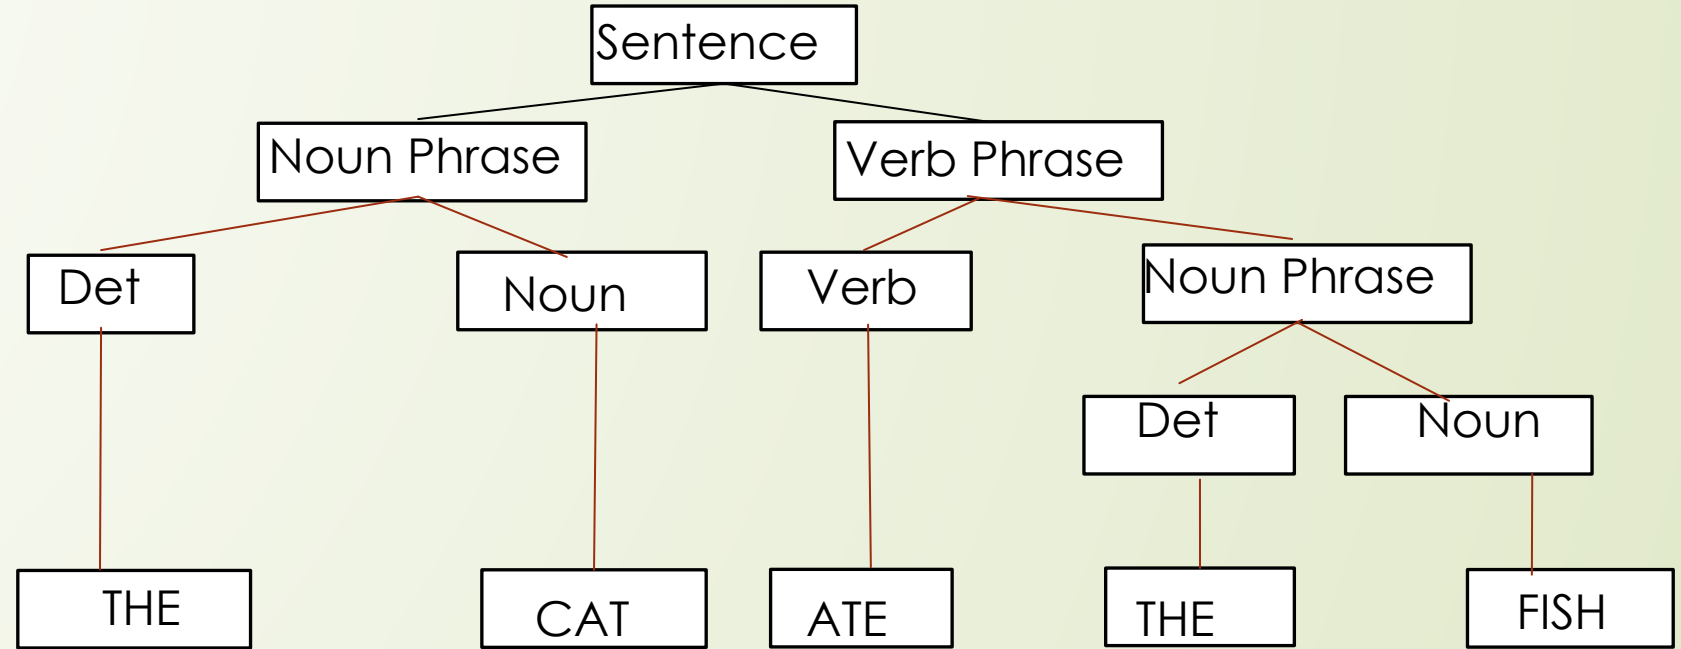 Sentence
Noun Phrase
Verb Phrase
Det
Noun
Verb
Noun Phrase
Det
Noun
THE
CAT
ATE
THE
FISH